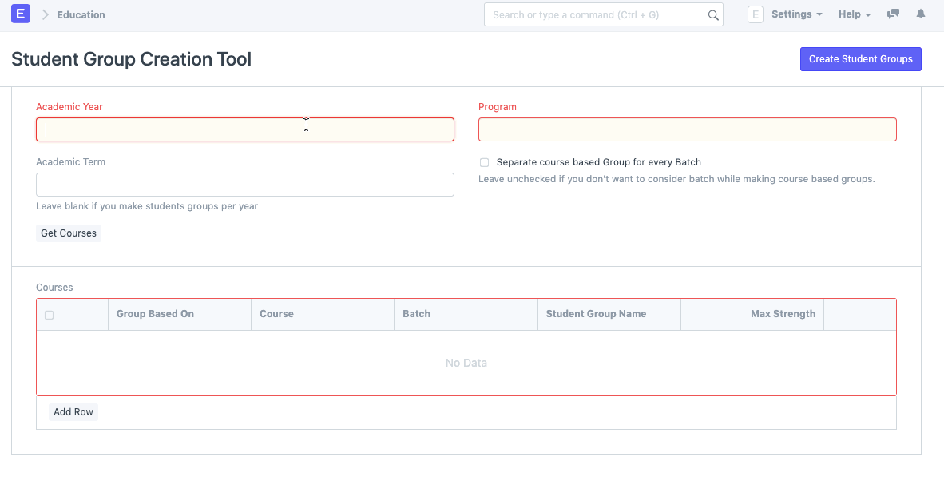 E Education Search or type a command (Ctrl + G) E Settings Help
Student Group Creation Tool Create Student Groups
Academic Year Program
Academic Term Separate course based Group for every Batch
Leave unchecked if you don't want to consider batch while making course based groups.
Leave blank if you make students groups per year
Get Courses
Courses
Group Based On Course Batch Student Group Name Max Strength
No Data
Add Row